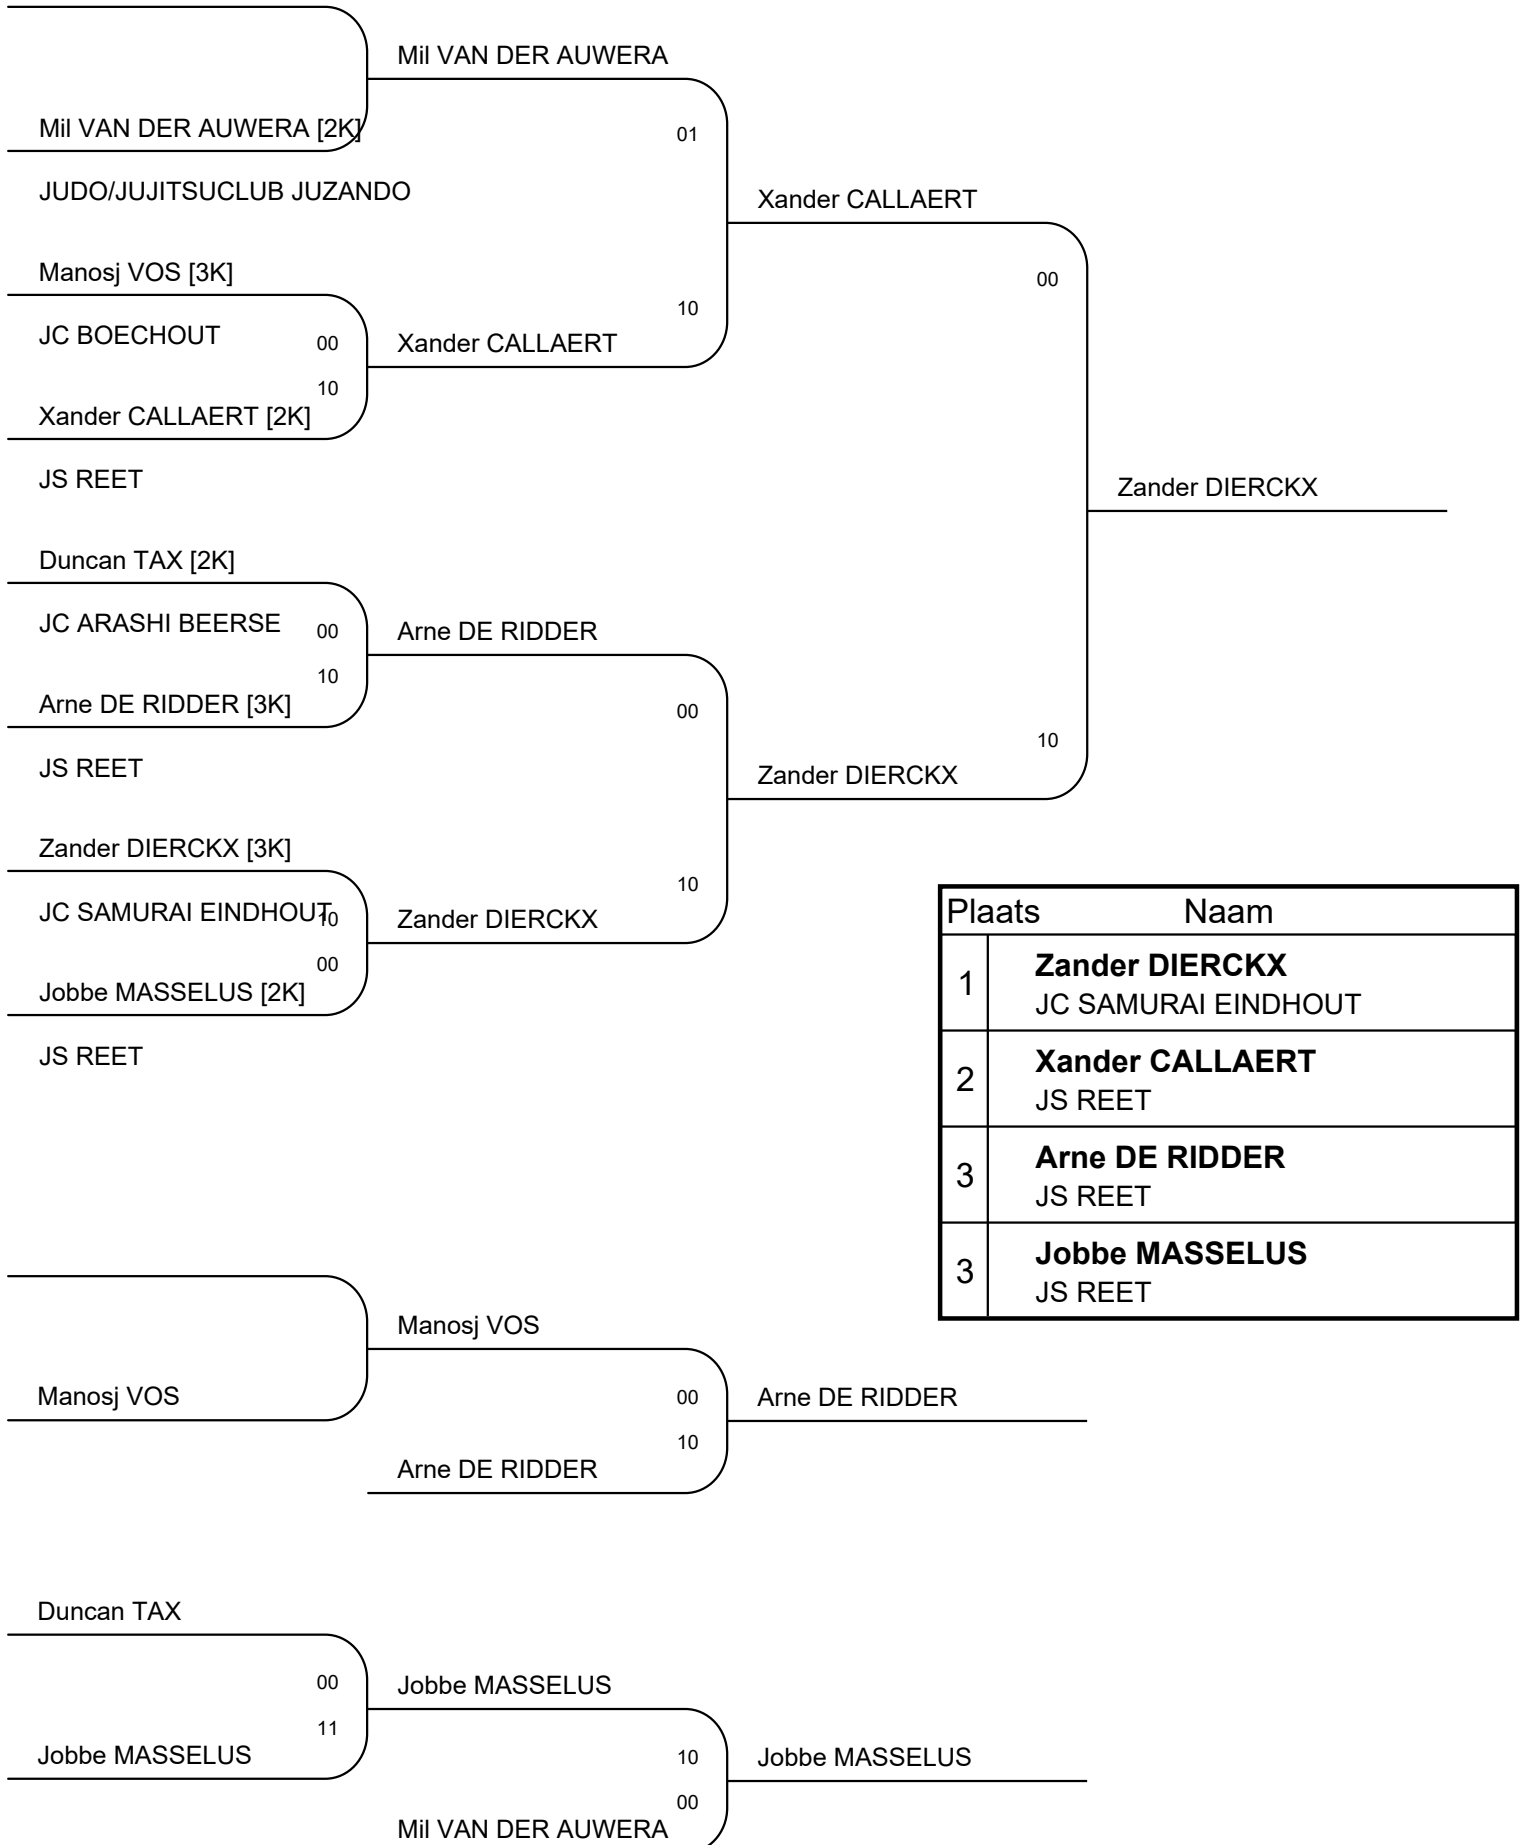 Mil VAN DER AUWERA
Mil VAN DER AUWERA [2K]
01
JUDO/JUJITSUCLUB JUZANDO
Xander CALLAERT
Manosj VOS [3K]
00
10
JC BOECHOUT
00
Xander CALLAERT
10
Xander CALLAERT [2K]
JS REET
Zander DIERCKX
Duncan TAX [2K]
JC ARASHI BEERSE
00
Arne DE RIDDER
10
Arne DE RIDDER [3K]
00
10
JS REET
Zander DIERCKX
Zander DIERCKX [3K]
10
JC SAMURAI EINDHOUT
10
Zander DIERCKX
00
Jobbe MASSELUS [2K]
JS REET
Plaats Naam
1
Zander DIERCKX
JC SAMURAI EINDHOUT
2
Xander CALLAERT
JS REET
3
Arne DE RIDDER
JS REET
3
Jobbe MASSELUS
JS REET
Manosj VOS
Manosj VOS
00
Arne DE RIDDER
10
Arne DE RIDDER
Duncan TAX
00
Jobbe MASSELUS
11
Jobbe MASSELUS
10
Jobbe MASSELUS
00
Mil VAN DER AUWERA